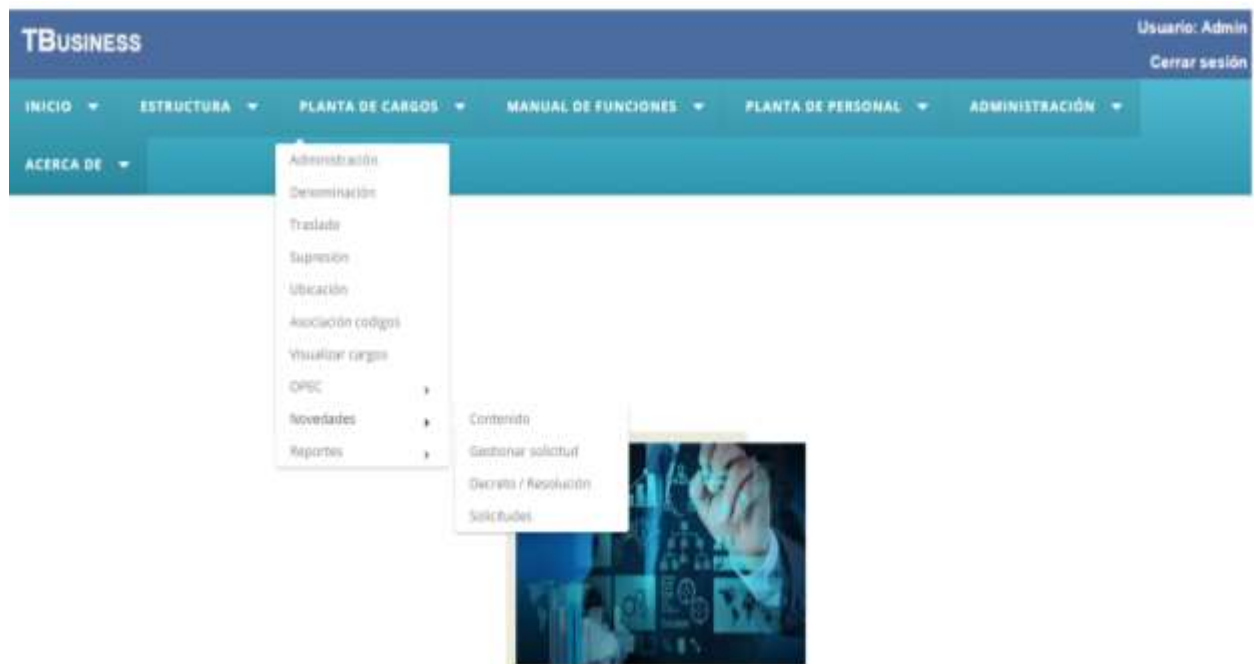 TBUSINESS
Usuario: Admin
Cerrar sesión
INICIO ESTRUCTURA PLANTA DE CARGOS MANUAL DE FUNCIONES PLANTA DE PERSONAL ADMINISTRACIÓN
ACERCA DE
Administración
Denominación
Traslado
Supresión
Ubicación
Asociación codigos
Visualizar cargos
OPEC
Novedades
Reportes
Contenido
Gestionar solicitud
Decreto / Resolución
Solicitudes